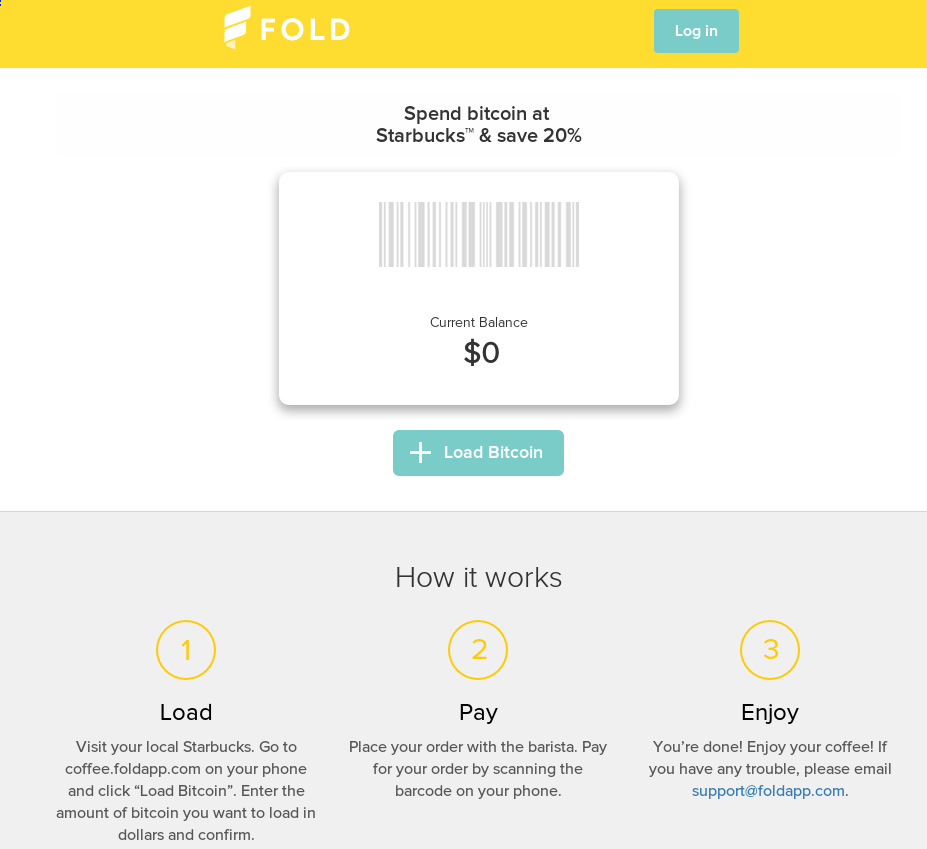 FOLD
Log in
Spend bitcoin at
Starbucks™ & save 20%
Current Balance
$0
Load Bitcoin
How it works
1
Load
Visit your local Starbucks. Go to
coffee.foldapp.com on your phone
and click “Load Bitcoin”. Enter the
amount of bitcoin you want to load in
dollars and confirm.
2
Pay
Place your order with the barista. Pay
for your order by scanning the
barcode on your phone.
3
Enjoy
You’re done! Enjoy your coffee! If
you have any trouble, please email
support@foldapp.com.